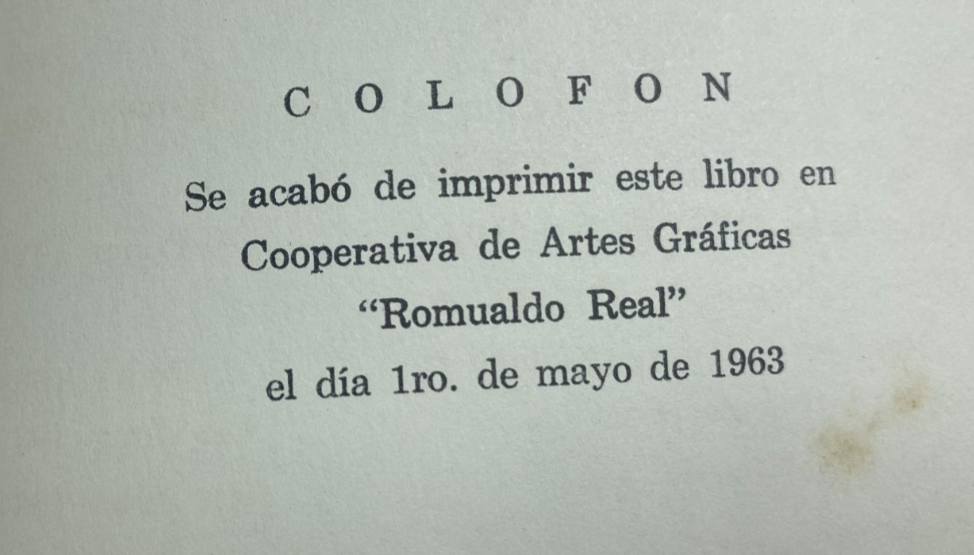 COLOFON
Se acabó de imprimir este libro en
Cooperativa de Artes Gráficas
“Romualdo Real”
el día 1ro. de mayo de 1963